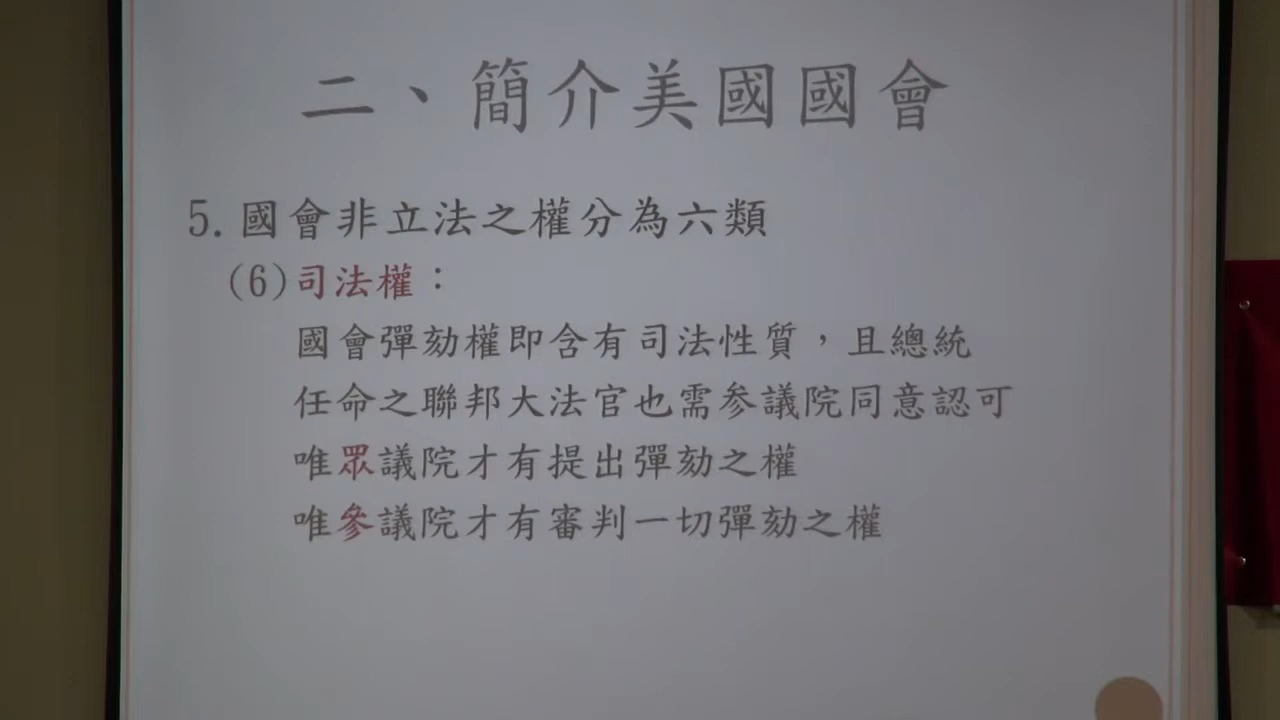 二、簡介美國國會
5.國會非立法之權分為六類
(6)司法權：
國會彈劾權即含有司法性質，且總統
任命之聯邦大法官也需參議院同意認可
唯眾議院才有提出彈劾之權
唯參議院才有審判一切彈劾之權